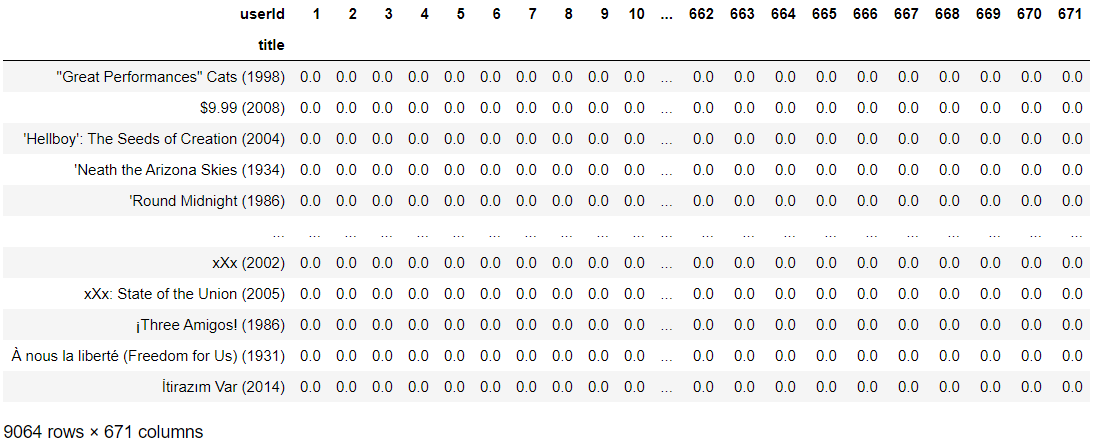 userId 1 2 3 4 5 6 7 8 9 10 ... 662 663 664 665 666 667 668 669 670 671
title
"Great Performances" Cats (1998) 0.0 0.0 0.0 0.0 0.0 0.0 0.0 0.0 0.0 0.0 ... 0.0 0.0 0.0 0.0 0.0 0.0 0.0 0.0 0.0 0.0
$9.99 (2008) 0.0 0.0 0.0 0.0 0.0 0.0 0.0 0.0 0.0 0.0 ... 0.0 0.0 0.0 0.0 0.0 0.0 0.0 0.0 0.0 0.0
'Hellboy': The Seeds of Creation (2004) 0.0 0.0 0.0 0.0 0.0 0.0 0.0 0.0 0.0 0.0 ... 0.0 0.0 0.0 0.0 0.0 0.0 0.0 0.0 0.0 0.0
'Neath the Arizona Skies (1934) 0.0 0.0 0.0 0.0 0.0 0.0 0.0 0.0 0.0 0.0 ... 0.0 0.0 0.0 0.0 0.0 0.0 0.0 0.0 0.0 0.0
'Round Midnight (1986) 0.0 0.0 0.0 0.0 0.0 0.0 0.0 0.0 0.0 0.0 ... 0.0 0.0 0.0 0.0 0.0 0.0 0.0 0.0 0.0 0.0
... ... ... ... ... ... ... ... ... ... ... ... ... ... ... ... ... ... ... ... ... ...
xXx (2002) 0.0 0.0 0.0 0.0 0.0 0.0 0.0 0.0 0.0 0.0 ... 0.0 0.0 0.0 0.0 0.0 0.0 0.0 0.0 0.0 0.0
xXx: State of the Union (2005) 0.0 0.0 0.0 0.0 0.0 0.0 0.0 0.0 0.0 0.0 ... 0.0 0.0 0.0 0.0 0.0 0.0 0.0 0.0 0.0 0.0
¡Three Amigos! (1986) 0.0 0.0 0.0 0.0 0.0 0.0 0.0 0.0 0.0 0.0 ... 0.0 0.0 0.0 0.0 0.0 0.0 0.0 0.0 0.0 0.0
À nous la liberté (Freedom for Us) (1931) 0.0 0.0 0.0 0.0 0.0 0.0 0.0 0.0 0.0 0.0 ... 0.0 0.0 0.0 0.0 0.0 0.0 0.0 0.0 0.0 0.0
İtirazım Var (2014) 0.0 0.0 0.0 0.0 0.0 0.0 0.0 0.0 0.0 0.0 ... 0.0 0.0 0.0 0.0 0.0 0.0 0.0 0.0 0.0 0.0
9064 rows × 671 columns